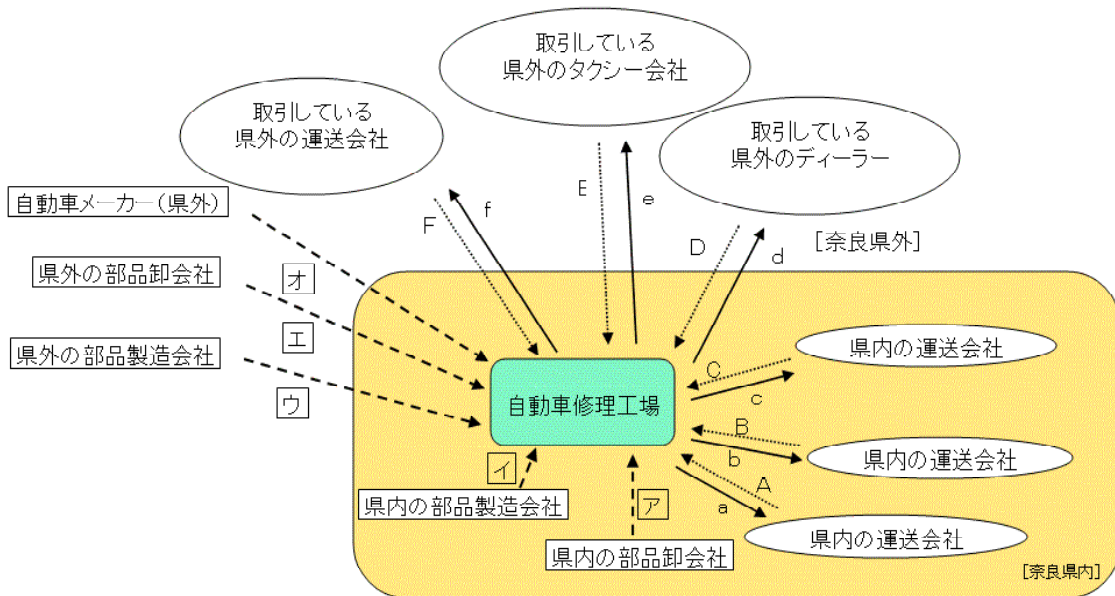 取引している
県外のタクシー会社
取引している
県外の運送会社
取引している
県外のディーラー
自動車メーカー(県外)
F
f
E
e
D
d
[奈良県外]
県外の部品卸会社
オ
エ
県外の部品製造会社
ウ
県内の運送会社
C
c
自動車修理工場
B
b
県内の運送会社
イ
A
a
県内の部品製造会社
ア
県内の運送会社
県内の部品卸会社
[奈良県内]